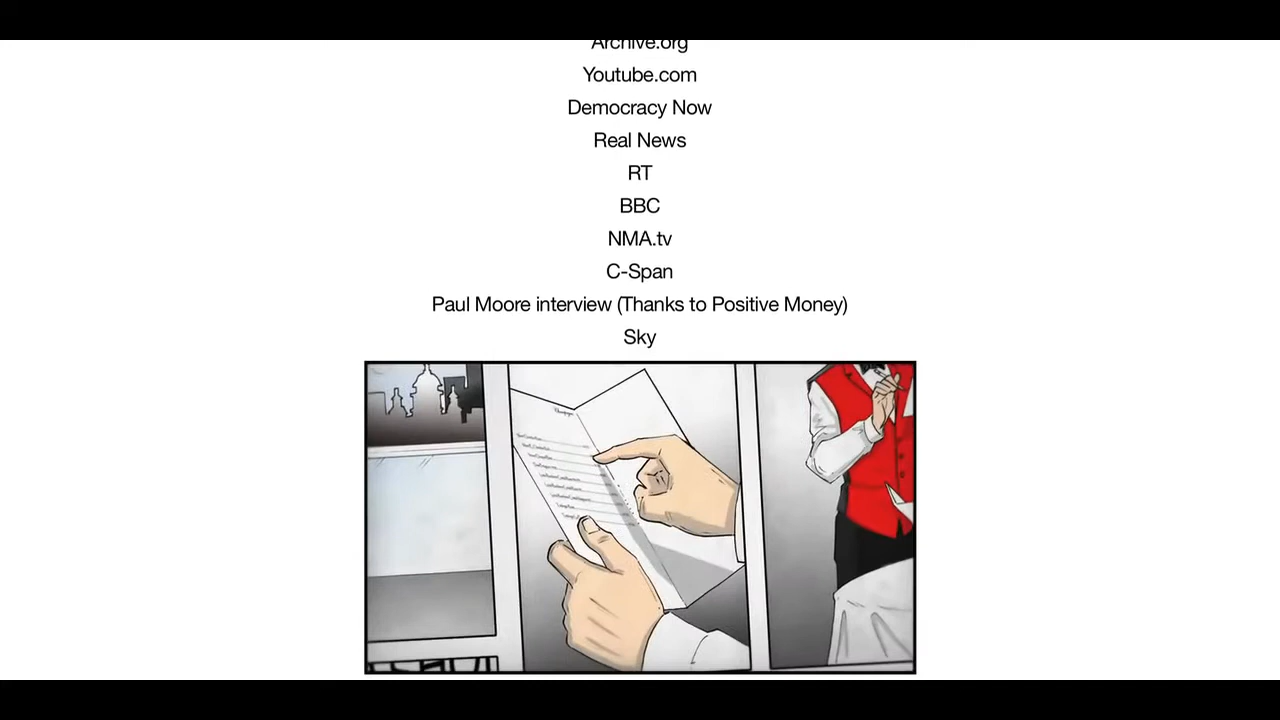 Archive.org
Youtube.com
Democracy Now
Real News
RT
BBC
NMA.tv
C-Span
Paul Moore interview (Thanks to Positive Money)
Sky